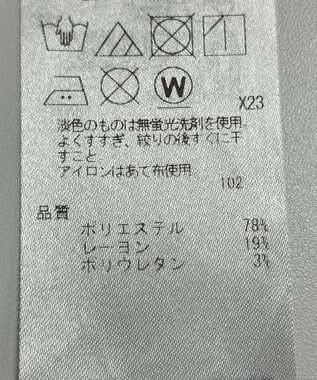 W
X23
淡色のものは無蛍光洗剤を使用.
よくすすぎ、絞りの後すぐに干
すこと.
アイロンはあて布使用.
102
品質
ポリエステル 78%
レーヨン 19%
ポリウレタン 3%